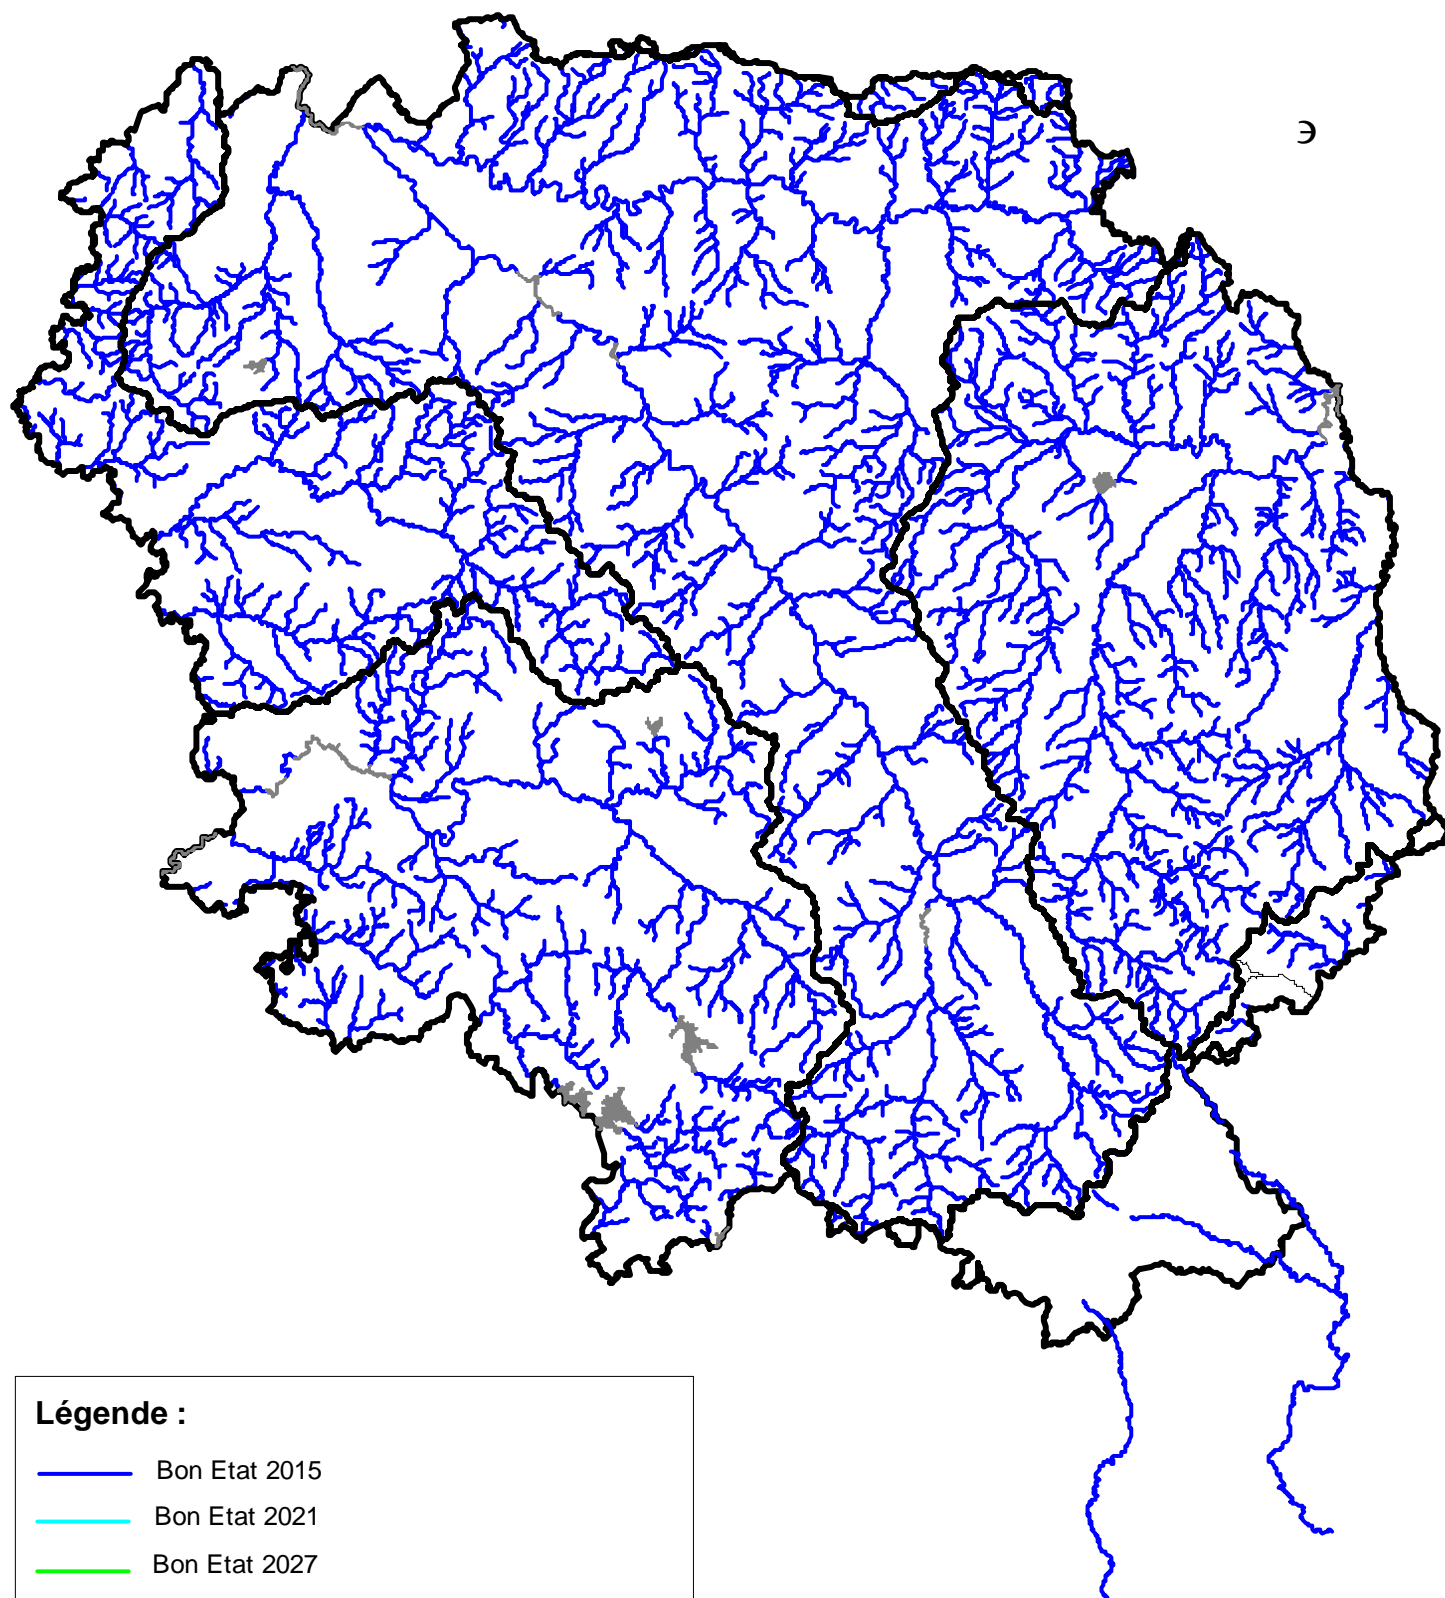 э
Légende :
Bon Etat 2015
Bon Etat 2021
Bon Etat 2027